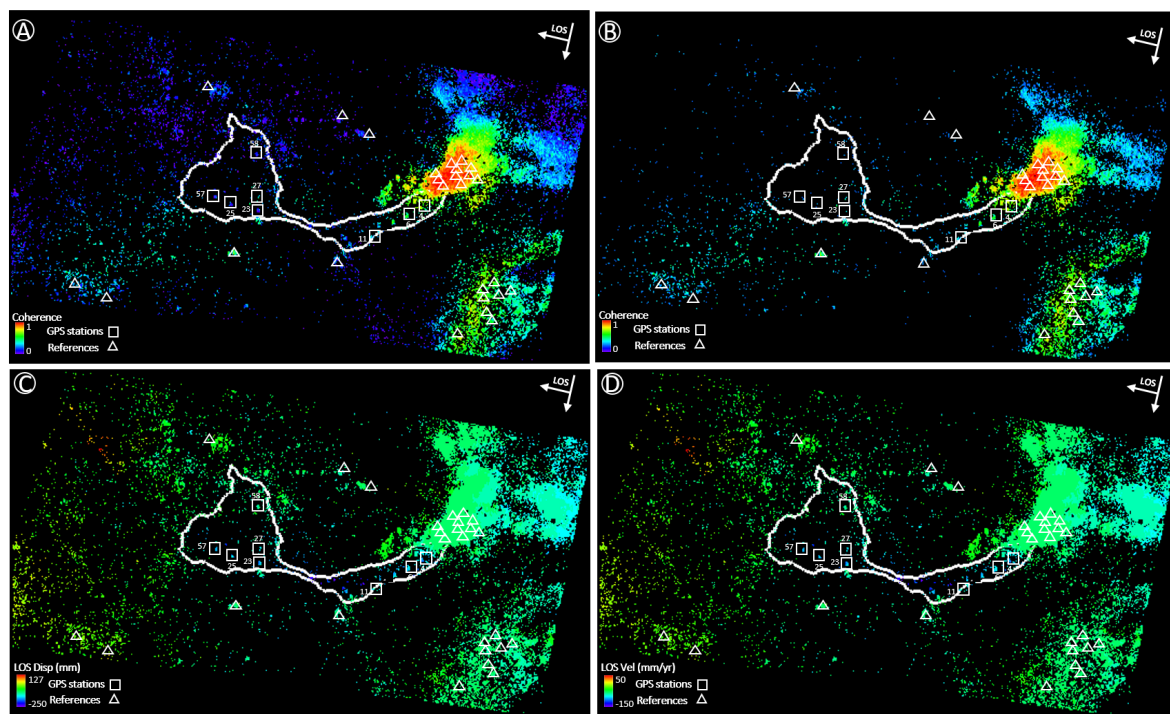 A
LOS
58
57
25
27
23
11
Coherence
1
0
GPS stations
References
B
LOS
58
57
25
27
23
11
Coherence
1
0
GPS stations
References
C
LOS
58
57
25
27
23
11
LOS Disp (mm)
127
-250
GPS stations
References
D
LOS
58
57
25
27
23
11
LOS Vel (mm/yr)
50
-150
GPS stations
References